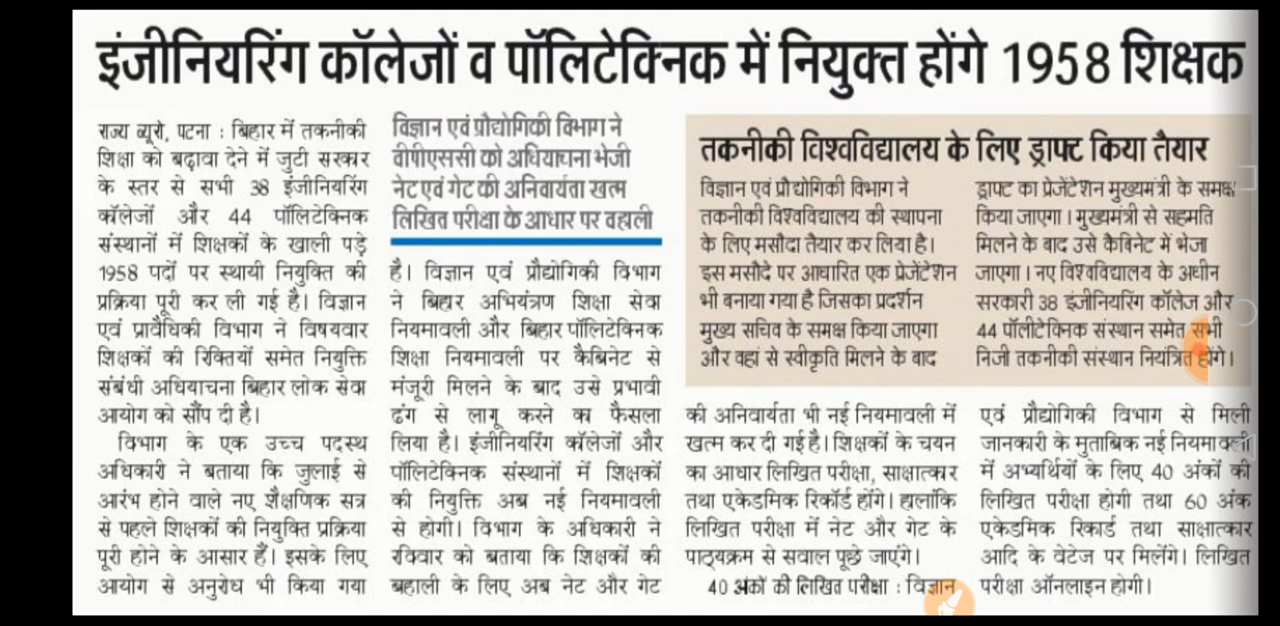 इंजीनियरिंग कॉलेजों व पॉलिटेक्निक में नियुक्त होंगे 1958 शिक्षक
राज्य ब्यूरो, पटना : बिहार में तकनीकी
शिक्षा को बढ़ावा देने में जुटी सरकार
के स्तर से सभी 38 इंजीनियरिंग
कॉलेजों और 44 पॉलिटेक्निक
संस्थानों में शिक्षकों के खाली पड़े
1958 पदों पर स्थायी नियुक्ति की
प्रक्रिया पूरी कर ली गई है। विज्ञान
एवं प्रावैधिकी विभाग ने विषयवार
शिक्षकों की रिक्तियों समेत नियुक्ति
संबंधी अधियाचना बिहार लोक सेवा
आयोग को सौंप दी है।
विभाग के एक उच्च पदस्थ
अधिकारी ने बताया कि जुलाई से
आरंभ होने वाले नए शैक्षणिक सत्र
से पहले शिक्षकों की नियुक्ति प्रक्रिया
पूरी होने के आसार हैं। इसके लिए
आयोग से अनुरोध भी किया गया
विज्ञान एवं प्रौद्योगिकी विभाग ने
बीपीएससी को अधियाचना भेजी
नेट एवं गेट की अनिवार्यता खत्म
लिखित परीक्षा के आधार पर बहाली
है। विज्ञान एवं प्रौद्योगिकी विभाग
ने बिहार अभियंत्रण शिक्षा सेवा
नियमावली और बिहार पॉलिटेक्निक
शिक्षा नियमावली पर कैबिनेट से
मंजूरी मिलने के बाद उसे प्रभावी
ढंग से लागू करने का फैसला
लिया है। इंजीनियरिंग कॉलेजों और
पॉलिटेक्निक संस्थानों में शिक्षकों
की नियुक्ति अब नई नियमावली
से होगी। विभाग के अधिकारी ने
रविवार को बताया कि शिक्षकों की
बहाली के लिए अब नेट और गेट
तकनीकी विश्वविद्यालय के लिए ड्राफ्ट किया तैयार
विज्ञान एवं प्रौद्योगिकी विभाग ने
तकनीकी विश्वविद्यालय की स्थापना
के लिए मसौदा तैयार कर लिया है।
इस मसौदे पर आधारित एक प्रेजेंटेशन
भी बनाया गया है जिसका प्रदर्शन
मुख्य सचिव के समक्ष किया जाएगा
और वहां से स्वीकृति मिलने के बाद
ड्राफ्ट का प्रेजेंटेशन मुख्यमंत्री के समक्ष
किया जाएगा। मुख्यमंत्री से सहमति
मिलने के बाद उसे कैबिनेट में भेजा
जाएगा। नए विश्वविद्यालय के अधीन
सरकारी 38 इंजीनियरिंग कॉलेज और
44 पॉलीटेक्निक संस्थान समेत सभी
निजी तकनीकी संस्थान नियंत्रित होंगे।
की अनिवार्यता भी नई नियमावली में
खत्म कर दी गई है। शिक्षकों के चयन
का आधार लिखित परीक्षा, साक्षात्कार
तथा एकेडमिक रिकॉर्ड होंगे। हालांकि
लिखित परीक्षा में नेट और गेट के
पाठ्यक्रम से सवाल पूछे जाएंगे।
40 अंकों की लिखित परीक्षा : विज्ञान
एवं प्रौद्योगिकी विभाग से मिली
जानकारी के मुताबिक नई नियमावली
में अभ्यर्थियों के लिए 40 अंकों की
लिखित परीक्षा होगी तथा 60 अंक
एकेडमिक रिकार्ड तथा साक्षात्कार
आदि के वेटेज पर मिलेंगे। लिखित
परीक्षा ऑनलाइन होगी।